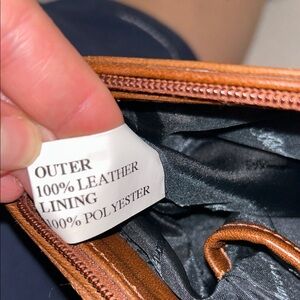 OUTER
100% LEATHER
LINING
100% POLYESTER